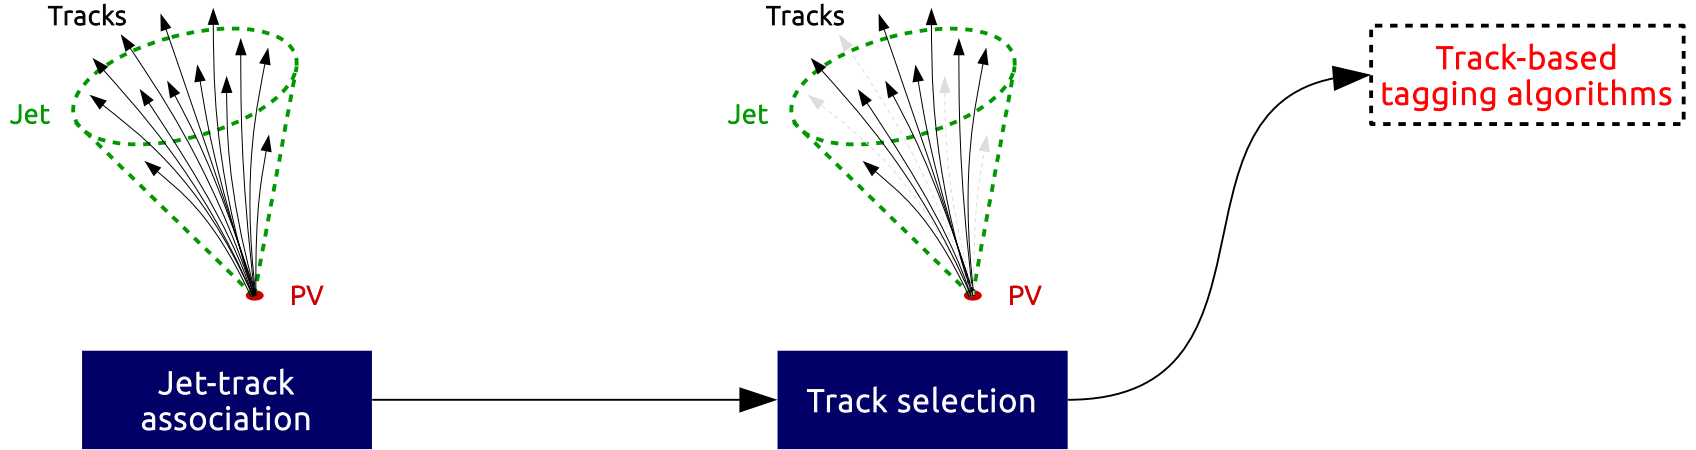 Tracks
Jet
PV
Jet-track
association
Tracks
Jet
PV
Track selection
Track-based
tagging algorithms